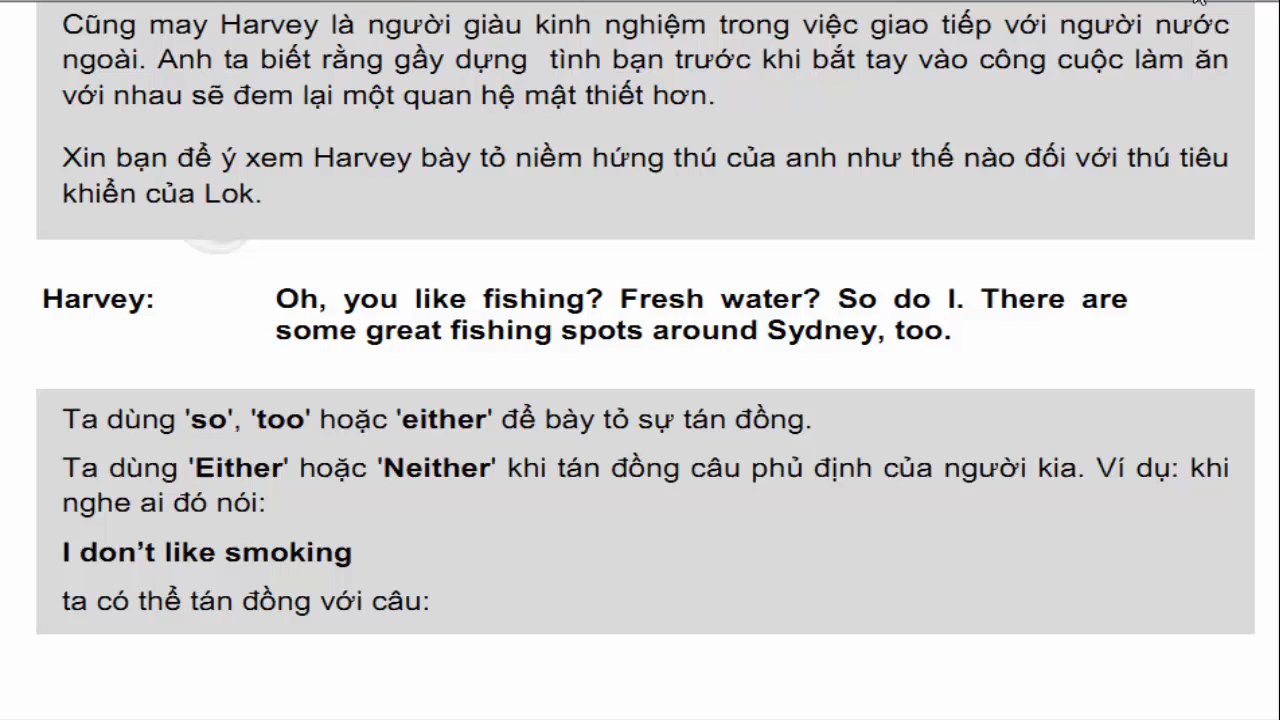 Cũng may Harvey là người giàu kinh nghiệm trong việc giao tiếp với người nước
ngoài. Anh ta biết rằng gầy dựng tình bạn trước khi bắt tay vào công cuộc làm ăn
với nhau sẽ đem lại một quan hệ mật thiết hơn.
Xin bạn để ý xem Harvey bày tỏ niềm hứng thú của anh như thế nào đối với thú tiêu
khiển của Lok.
Harvey: Oh, you like fishing? Fresh water? So do I. There are
some great fishing spots around Sydney, too.
Ta dùng 'so', 'too' hoặc 'either' để bày tỏ sự tán đồng.
Ta dùng 'Either' hoặc 'Neither' khi tán đồng câu phủ định của người kia. Ví dụ: khi
nghe ai đó nói:
I don’t like smoking
ta có thể tán đồng với câu: